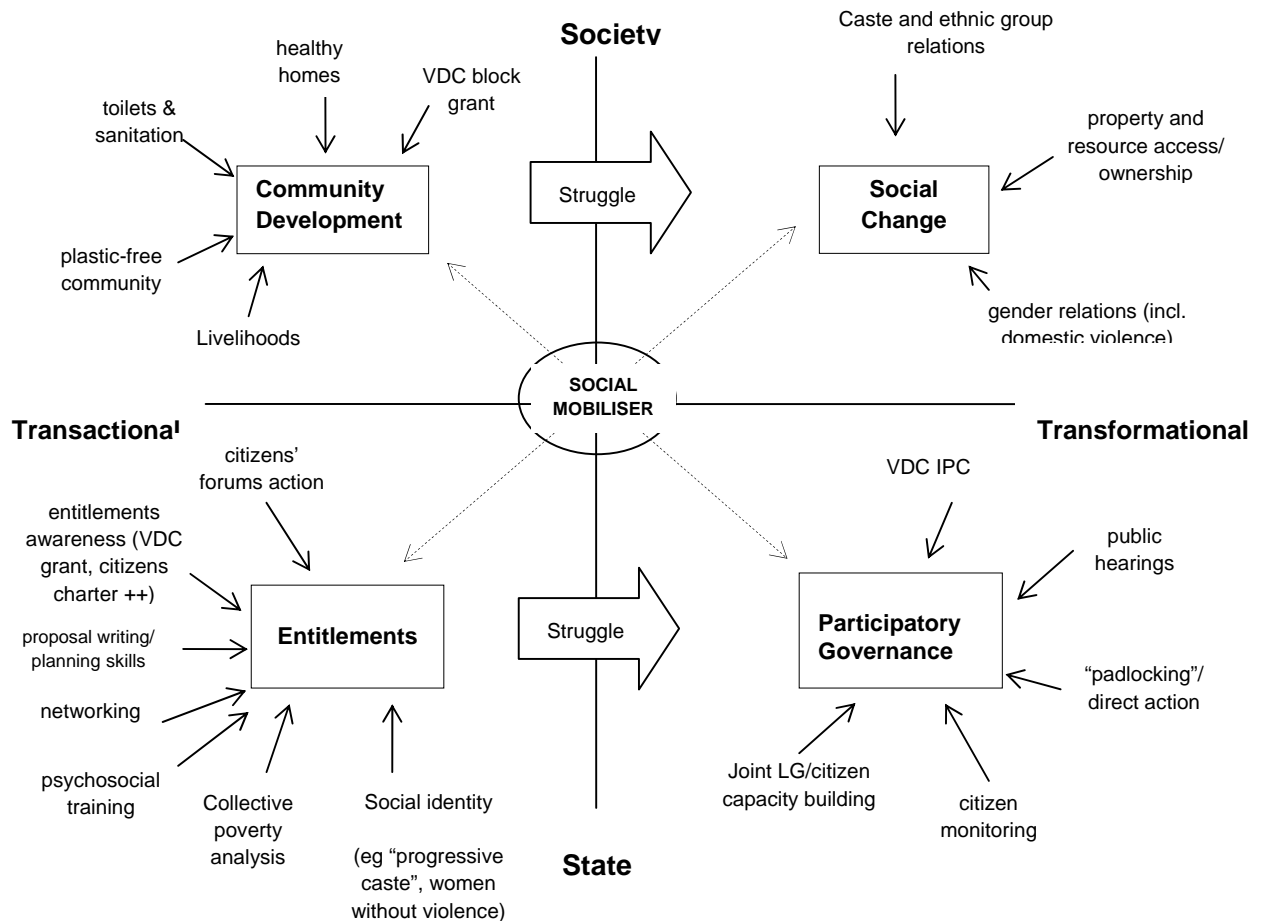 Society
healthy
homes
VDC block
grant
toilets &
sanitation
Community
Development
plastic-free
community
Livelihoods
Struggle
Caste and ethnic group
relations
property and
resource access/
ownership
Social
Change
gender relations (incl.
domestic violence)
SOCIAL
MOBILISER
Transactional
Transformational
citizens’
forums action
entitlements
awareness (VDC
grant, citizens
charter ++)
proposal writing/
planning skills
networking
psychosocial
training
Collective
poverty
analysis
Social identity
(eg “progressive
caste”, women
without violence)
Entitlements
Struggle
State
VDC IPC
public
hearings
Participatory
Governance
“padlocking”/
direct action
Joint LG/citizen
capacity building
citizen
monitoring